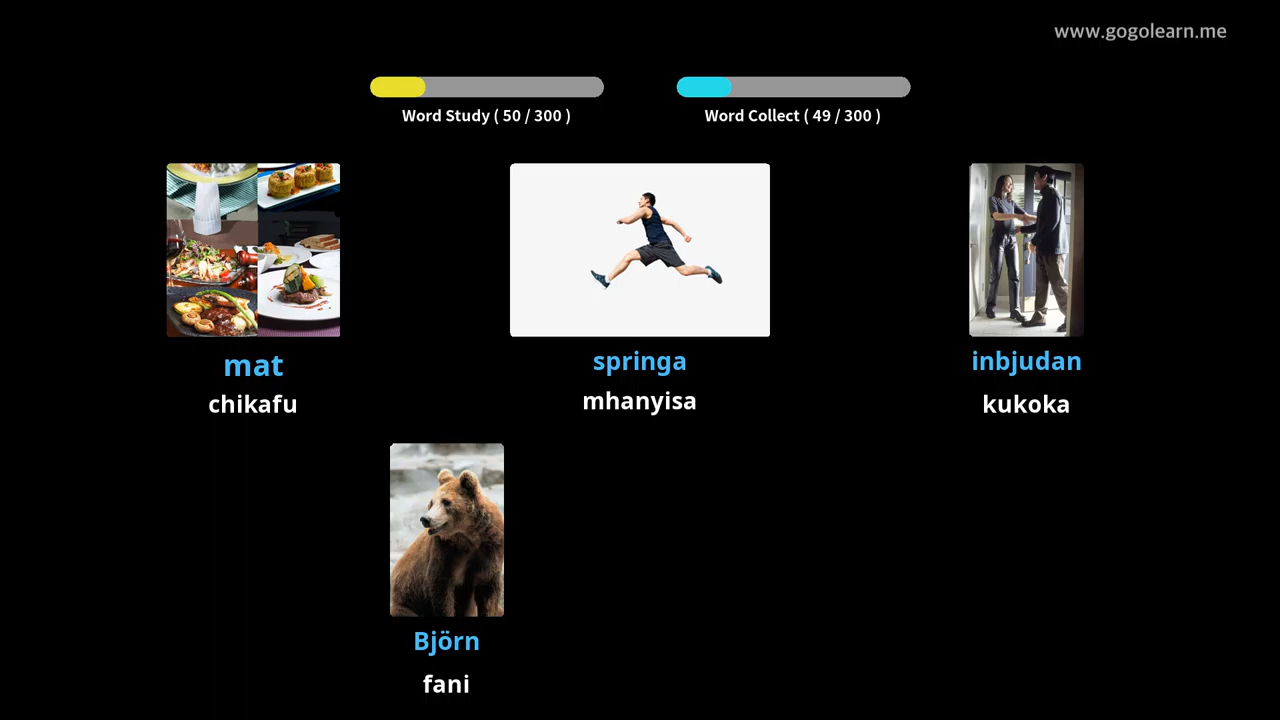 www.gogolearn.me
Word Study ( 50 / 300 )
Word Collect ( 49 / 300 )
mat
chikafu
springa
mhanyisa
inbjudan
kukoka
Björn
fani